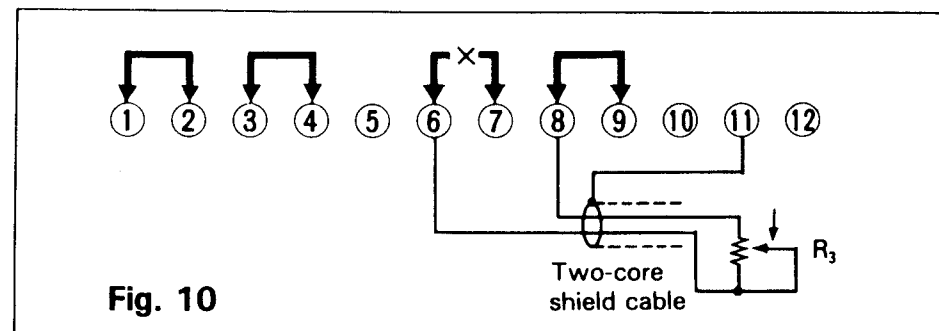 ×
① ② ③ ④ ⑤ ⑥ ⑦ ⑧ ⑨ ⑩ ⑪ ⑫
R₃
Two-core
shield cable
Fig. 10